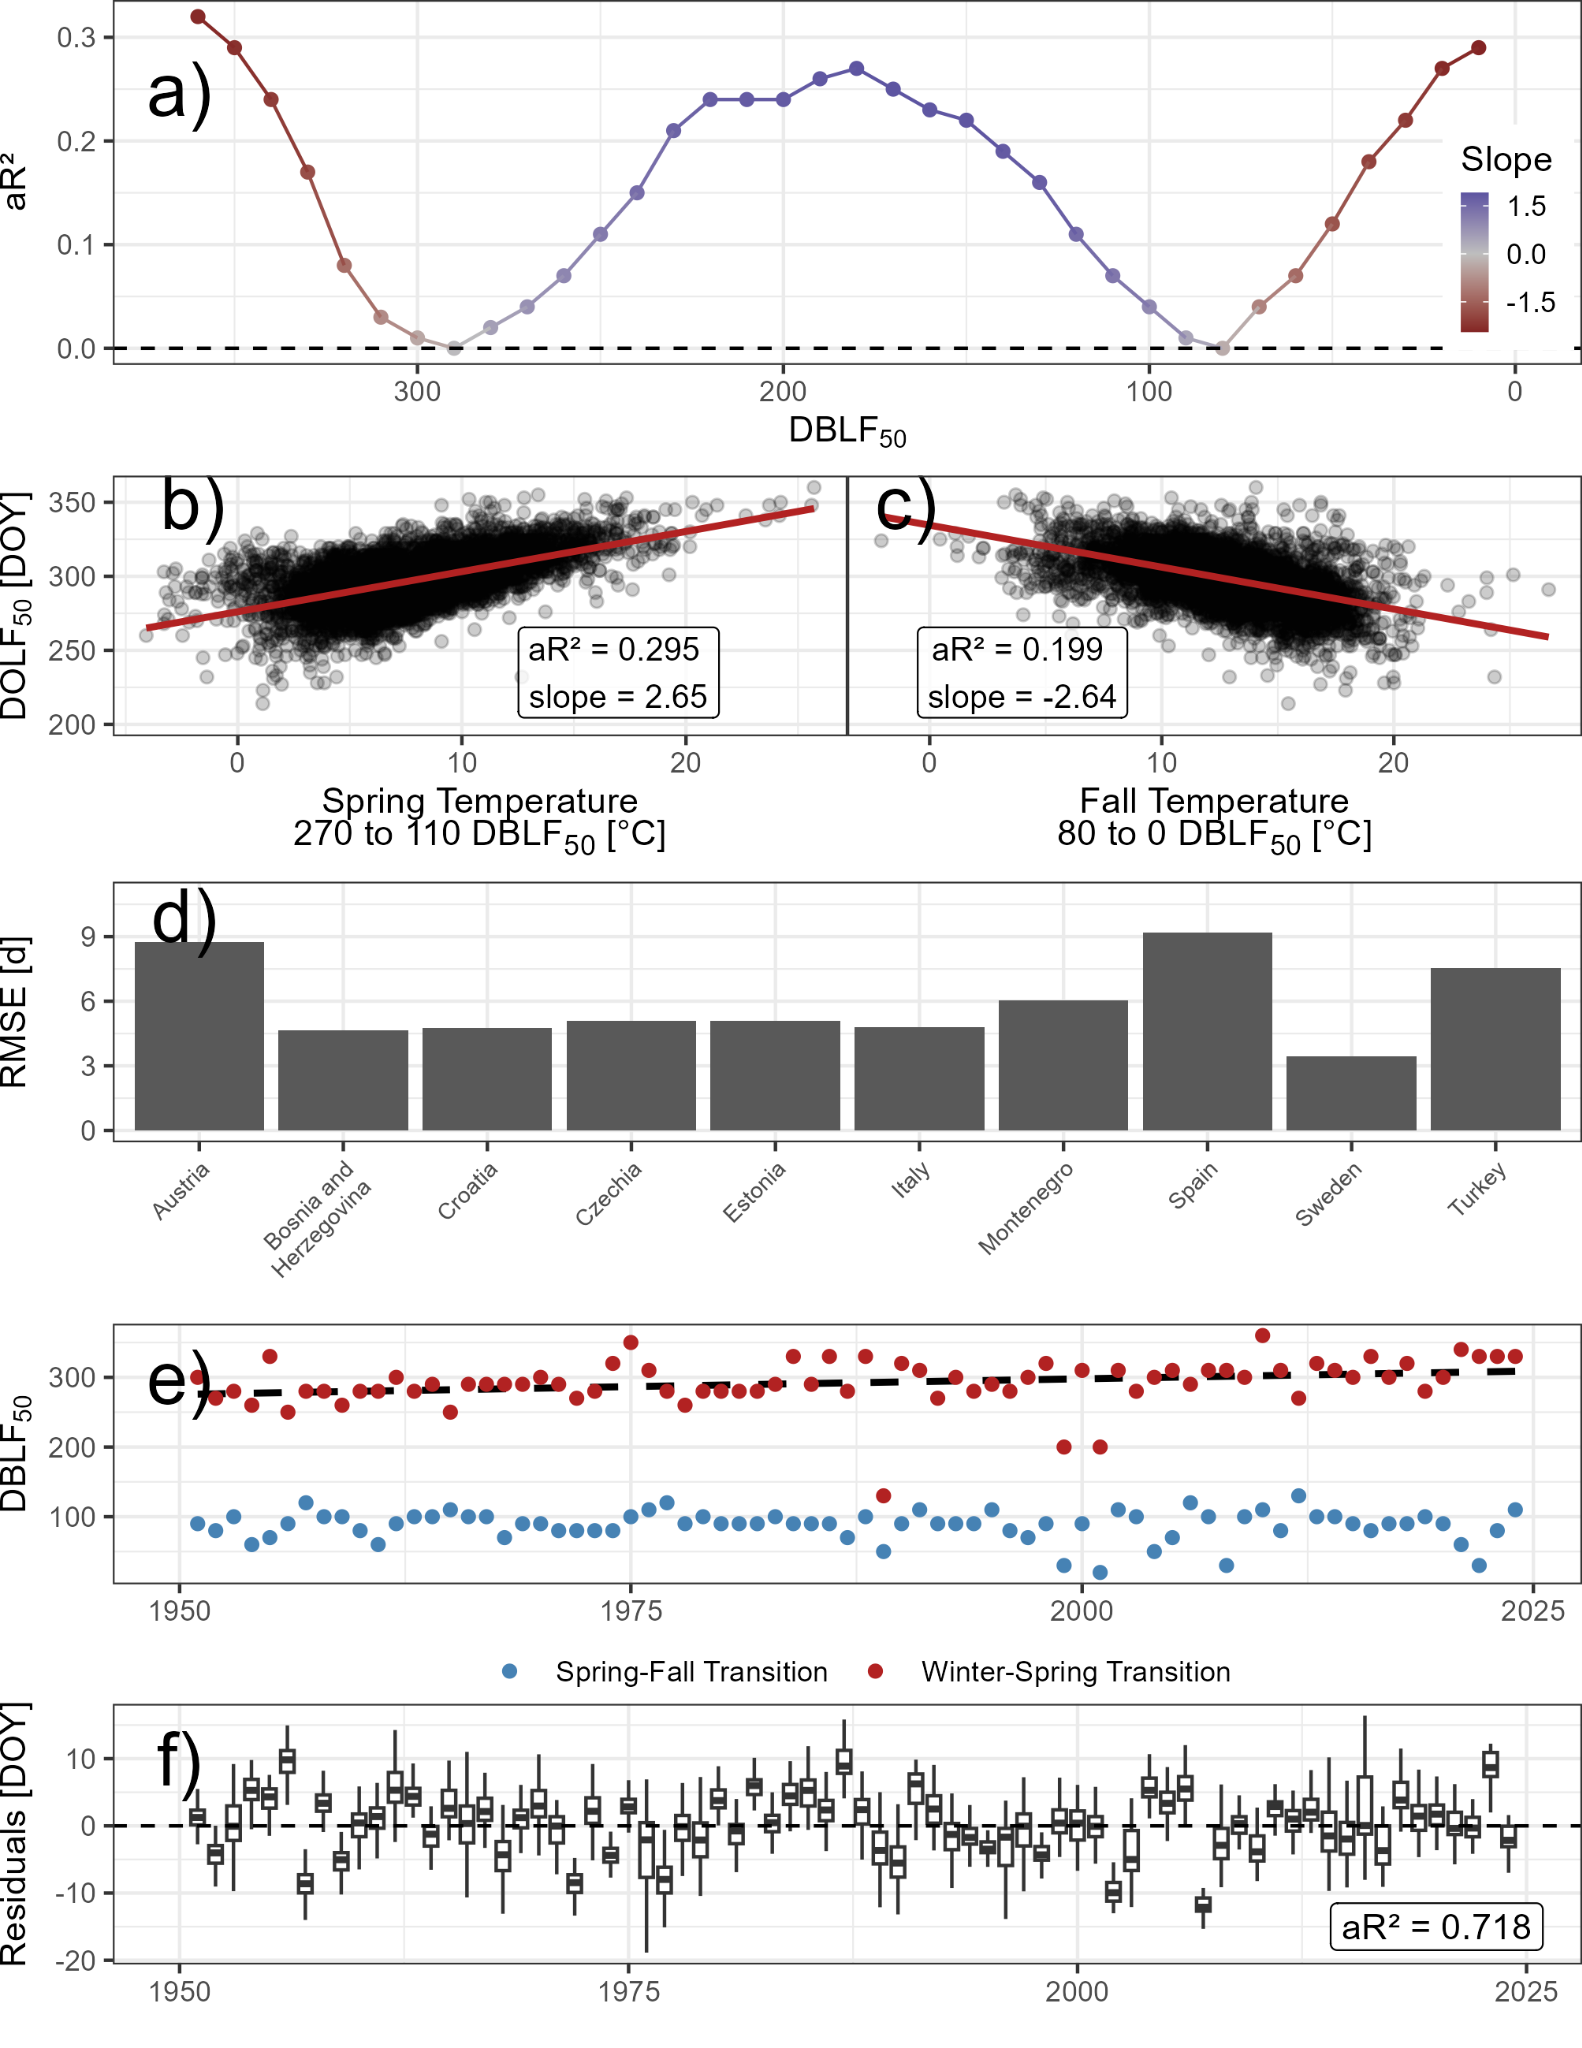 a)
aR²
0.3
0.2
0.1
0.0
Slope
1.5
0.0
-1.5
300
200
100
0
DBLF₅₀
b)
c)
DOLF₅₀ [DOY]
350
300
250
200
aR² = 0.295
slope = 2.65
aR² = 0.199
slope = -2.64
0
10
20
0
10
20
Spring Temperature
270 to 110 DBLF₅₀ [°C]
Fall Temperature
80 to 0 DBLF₅₀ [°C]
d)
RMSE [d]
9
6
3
0
Austria
Bosnia and
Herzegovina
Croatia
Czechia
Estonia
Italy
Montenegro
Spain
Sweden
Turkey
e)
DBLF₅₀
300
200
100
1950
1975
2000
2025
Spring-Fall Transition
Winter-Spring Transition
f)
Residuals [DOY]
10
0
-10
-20
aR² = 0.718
1950
1975
2000
2025